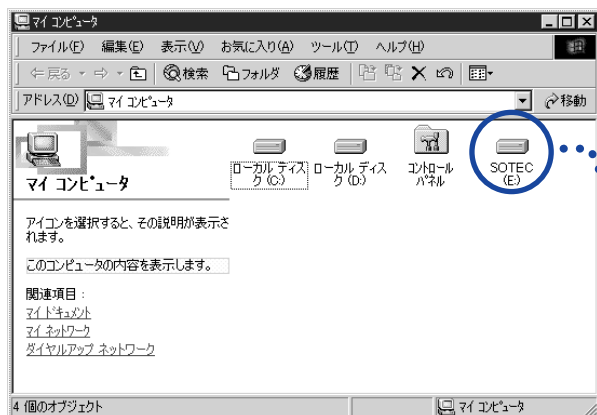 マイ コンピュータ
ファイル(F) 編集(E) 表示(V) お気に入り(A) ツール(T) ヘルプ(H)
戻る 検索 フォルダ 履歴
アドレス(D) マイ コンピュータ 移動
マイ コンピュータ
アイコンを選択すると、その説明が表示さ
れます。
このコンピュータの内容を表示します。
関連項目:
マイ ドキュメント
マイ ネットワーク
ダイヤルアップ ネットワーク
ローカル ディス
ク (C:)
ローカル ディス
ク (D:)
コントロール
パネル
SOTEC
(E:)
4 個のオブジェクト マイ コンピュータ